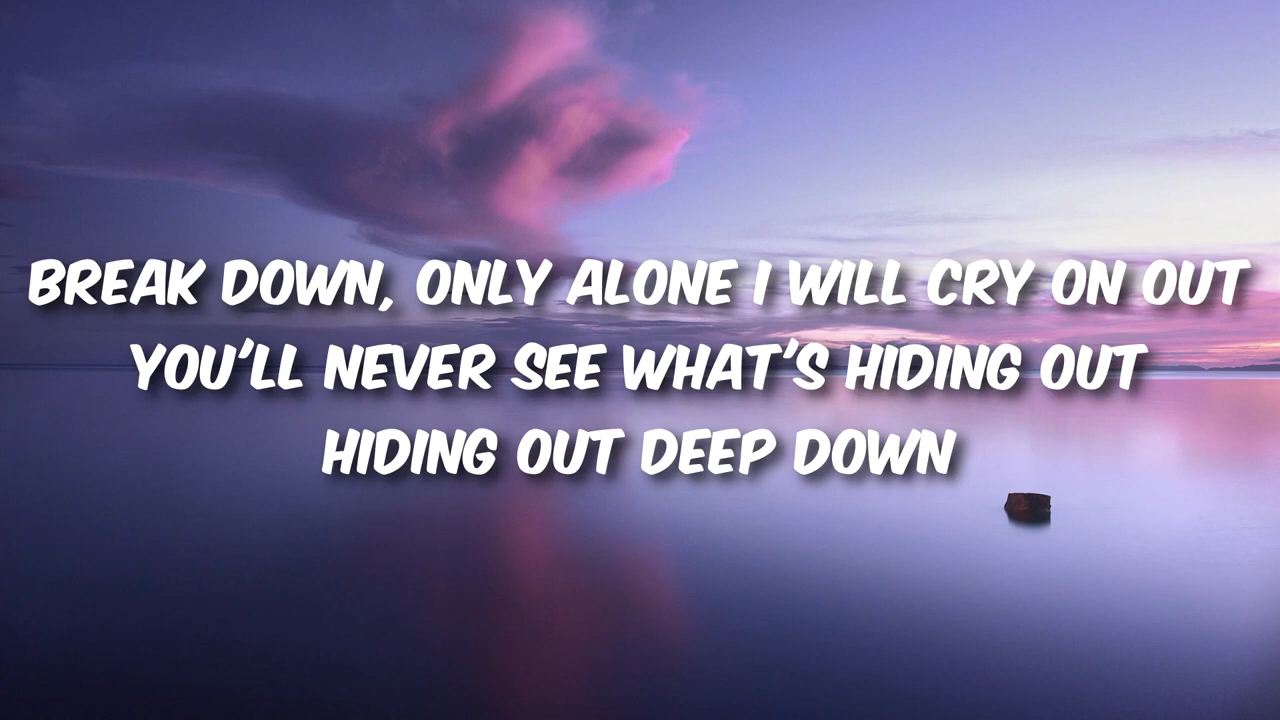 BREAK DOWN, ONLY ALONE I WILL CRY ON OUT
YOU'LL NEVER SEE WHAT'S HIDING OUT
HIDING OUT DEEP DOWN